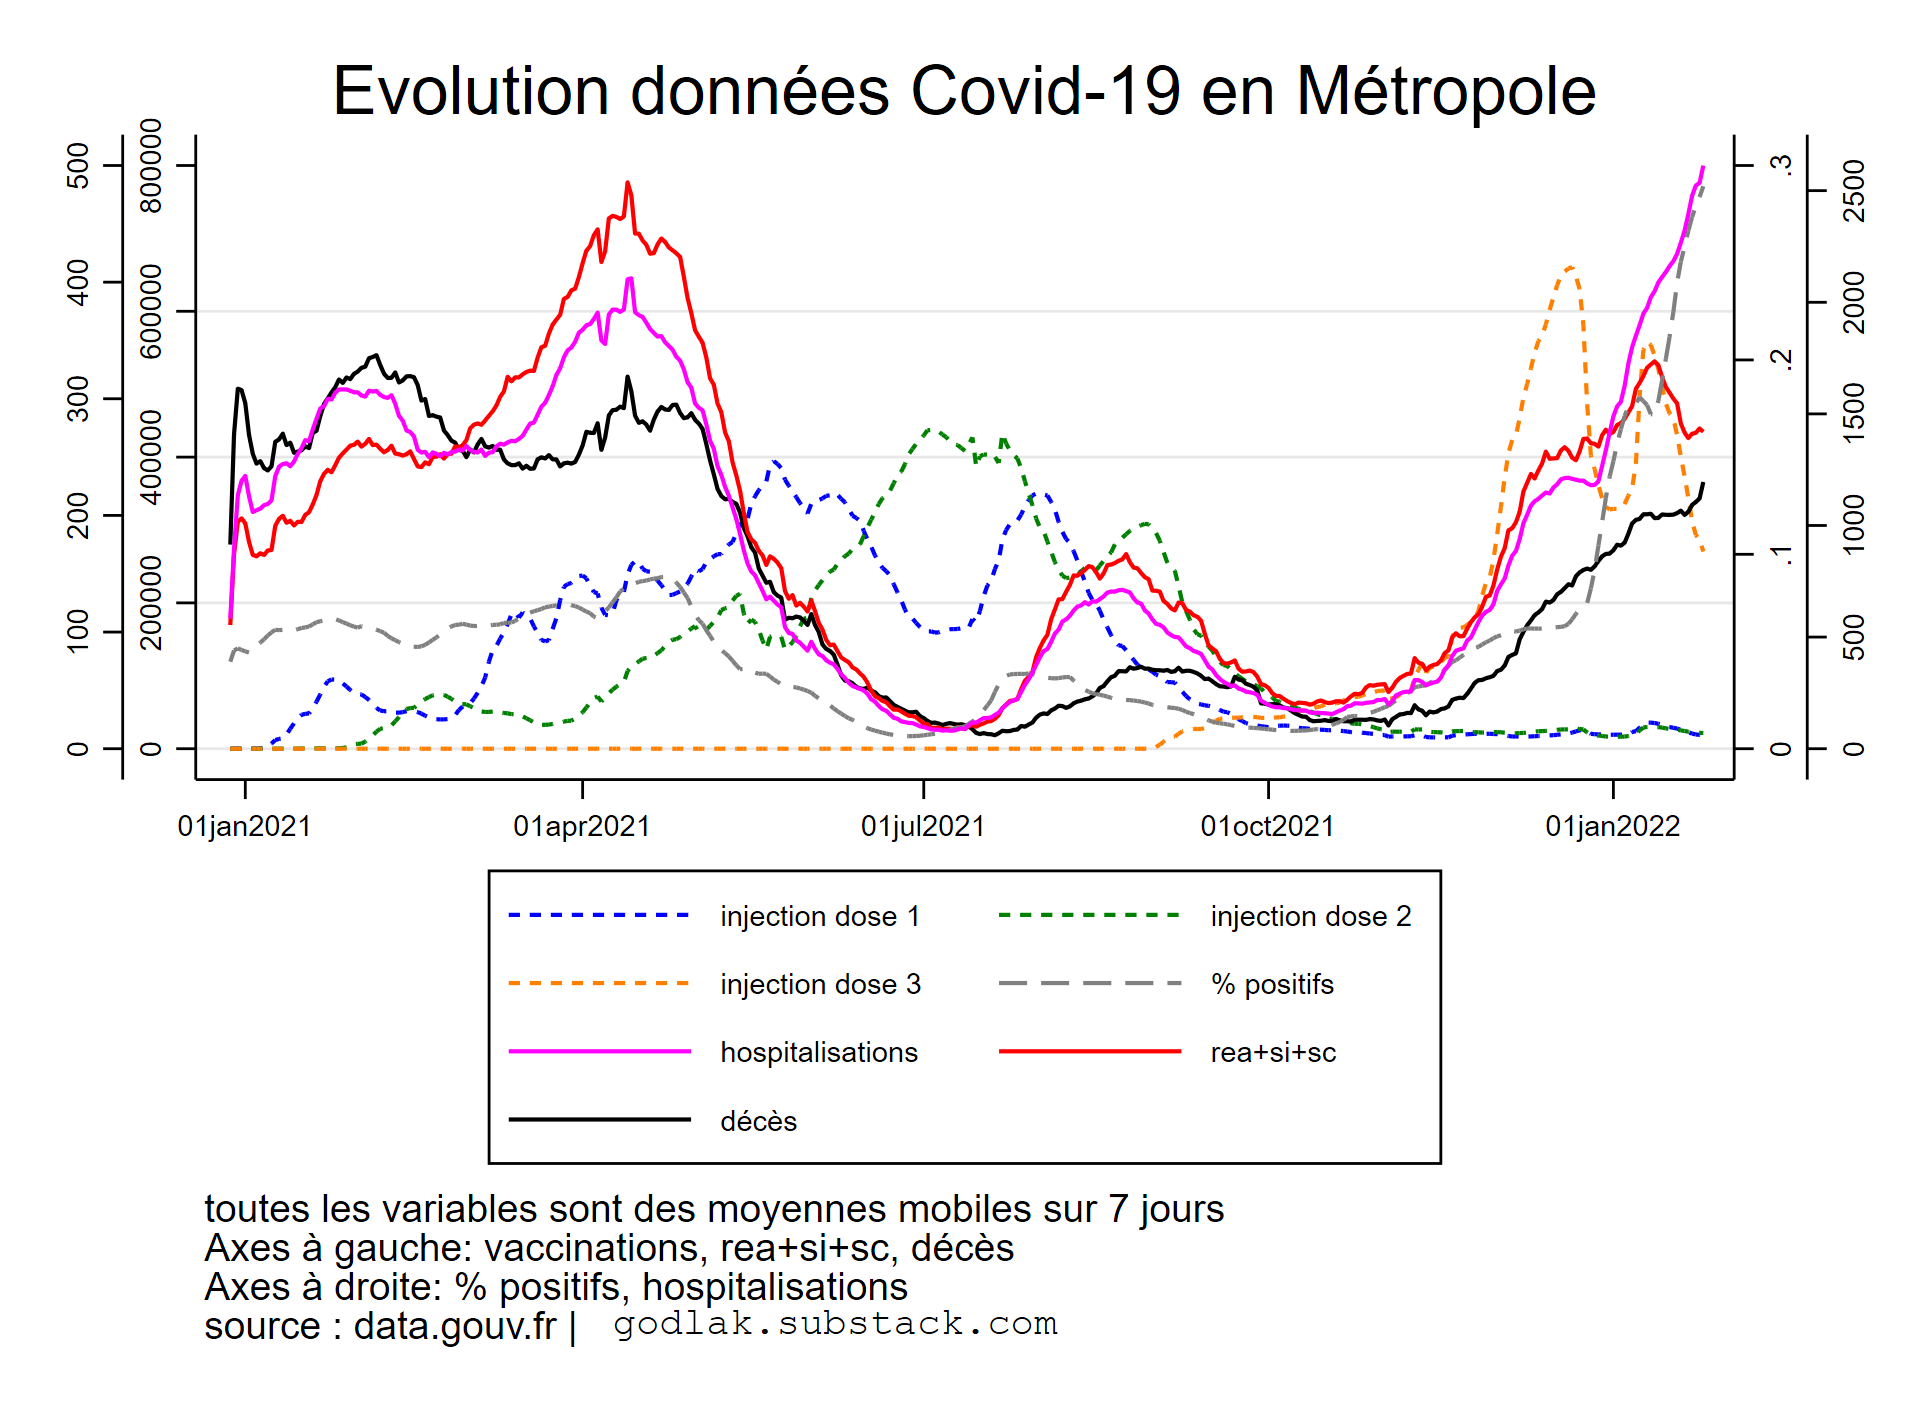 Evolution données Covid-19 en Métropole
500
400
300
200
100
0
800000
600000
400000
200000
0
.3
.2
.1
0
2500
2000
1500
1000
500
0
01jan2021 01apr2021 01jul2021 01oct2021 01jan2022
injection dose 1 injection dose 2
injection dose 3 % positifs
hospitalisations rea+si+sc
décès
toutes les variables sont des moyennes mobiles sur 7 jours
Axes à gauche: vaccinations, rea+si+sc, décès
Axes à droite: % positifs, hospitalisations
source : data.gouv.fr | godlak.substack.com